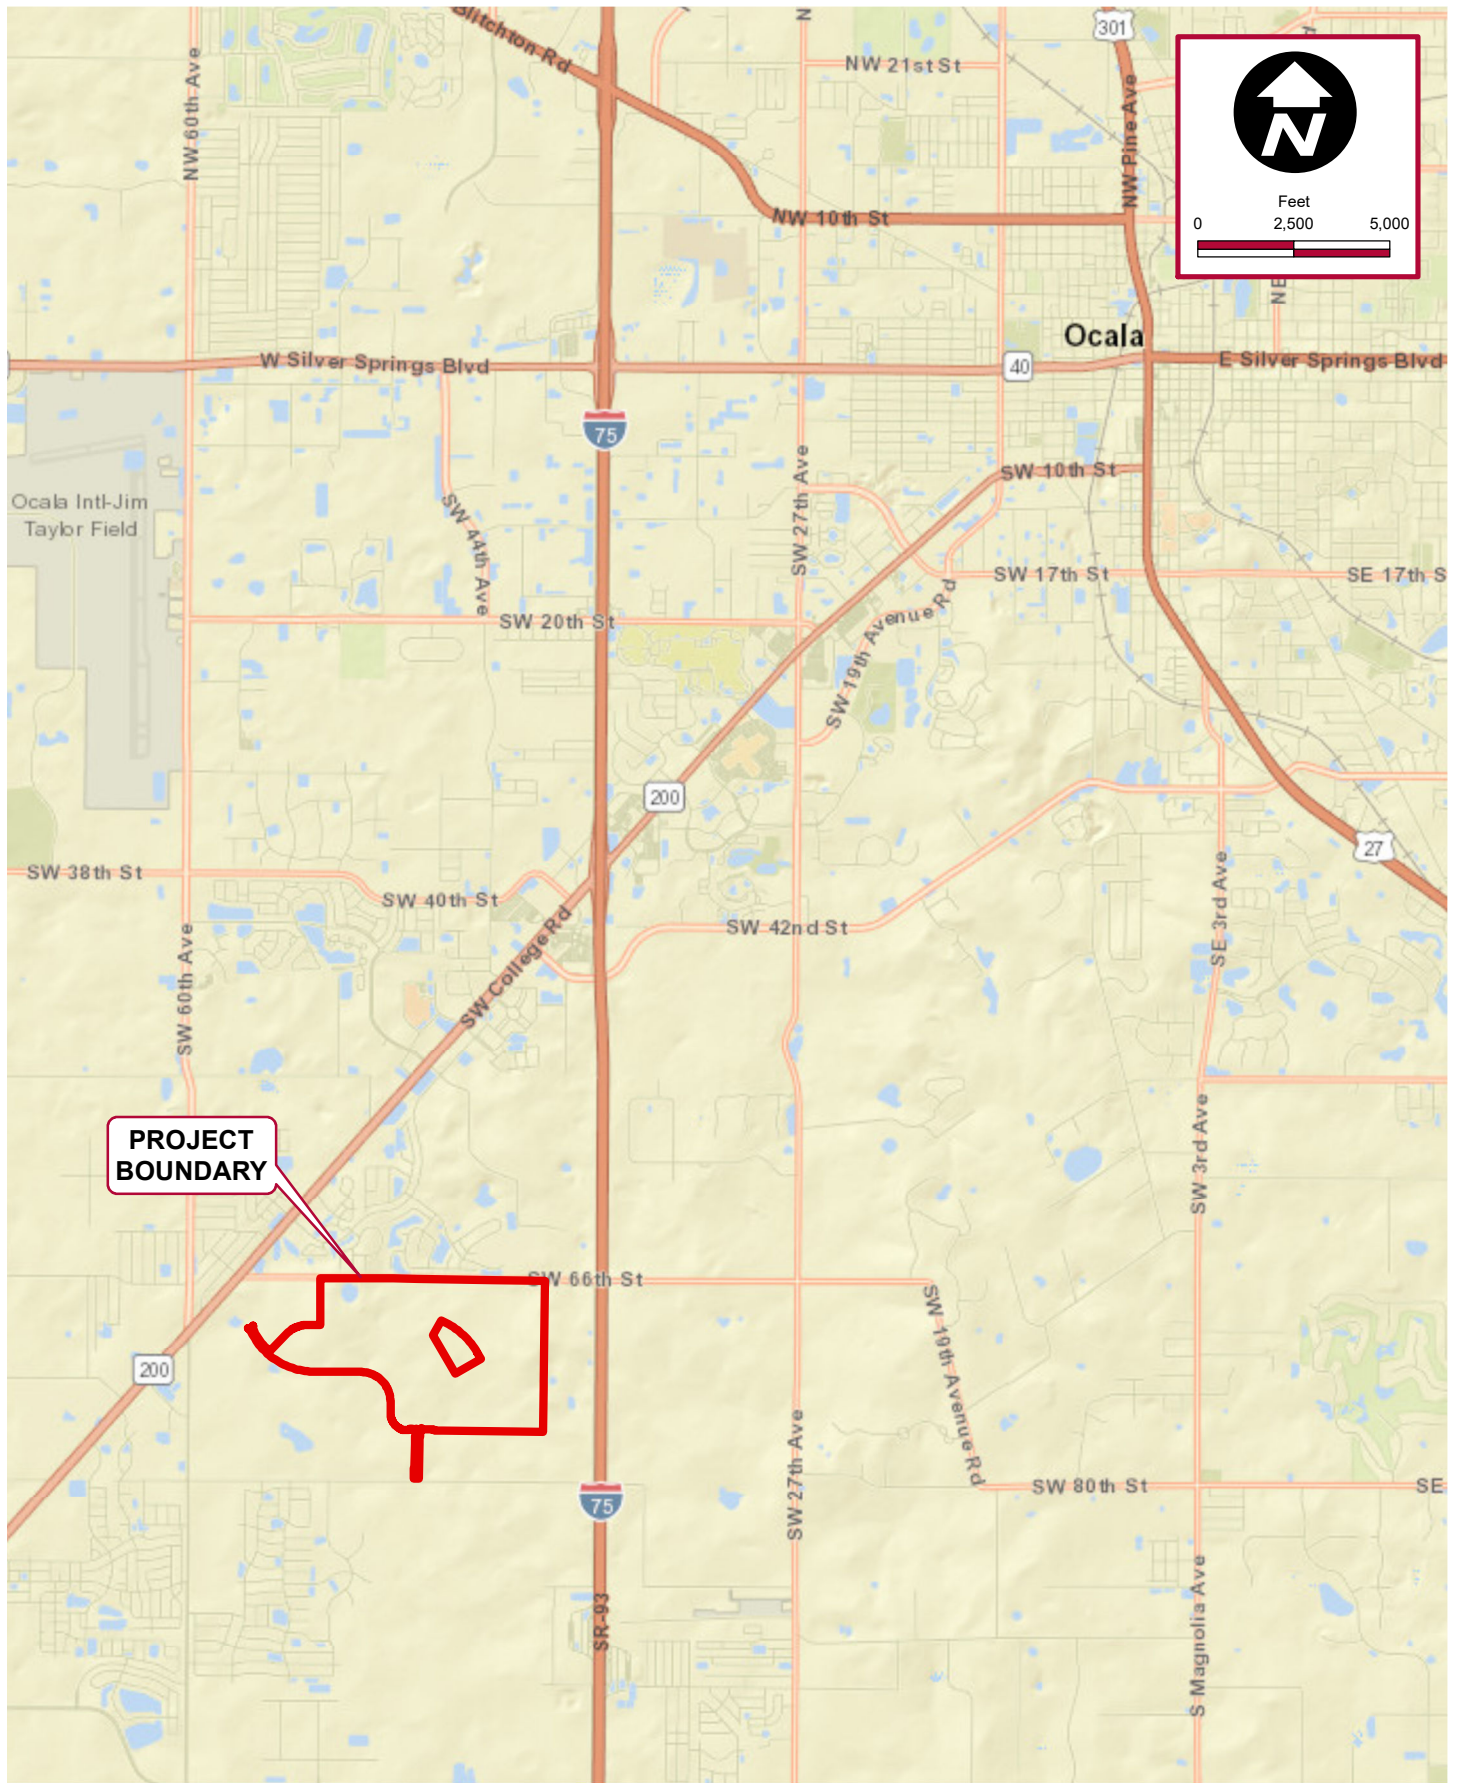 Blitchton Rd
NW 60th Ave
N
301
NW 21st St
NW Pine Ave
N
Feet
0 2,500 5,000
NW 10th St
NE
Ocala
W Silver Springs Blvd
40
E Silver Springs Blvd
75
SW 10th St
SW 27th Ave
Ocala Intl-Jim
Taylor Field
SW 44th Ave
SW 17th St
SE 17th S
SW 20th St
SW 19th Avenue Rd
200
27
SW 38th St
SW 40th St
SW 42nd St
SE 3rd Ave
SW College Rd
SW 60th Ave
PROJECT
BOUNDARY
SW 3rd Ave
SW 66th St
SW 19th Avenue Rd
200
SW 27th Ave
75
SW 80th St
SE
SR-93
S Magnolia Ave